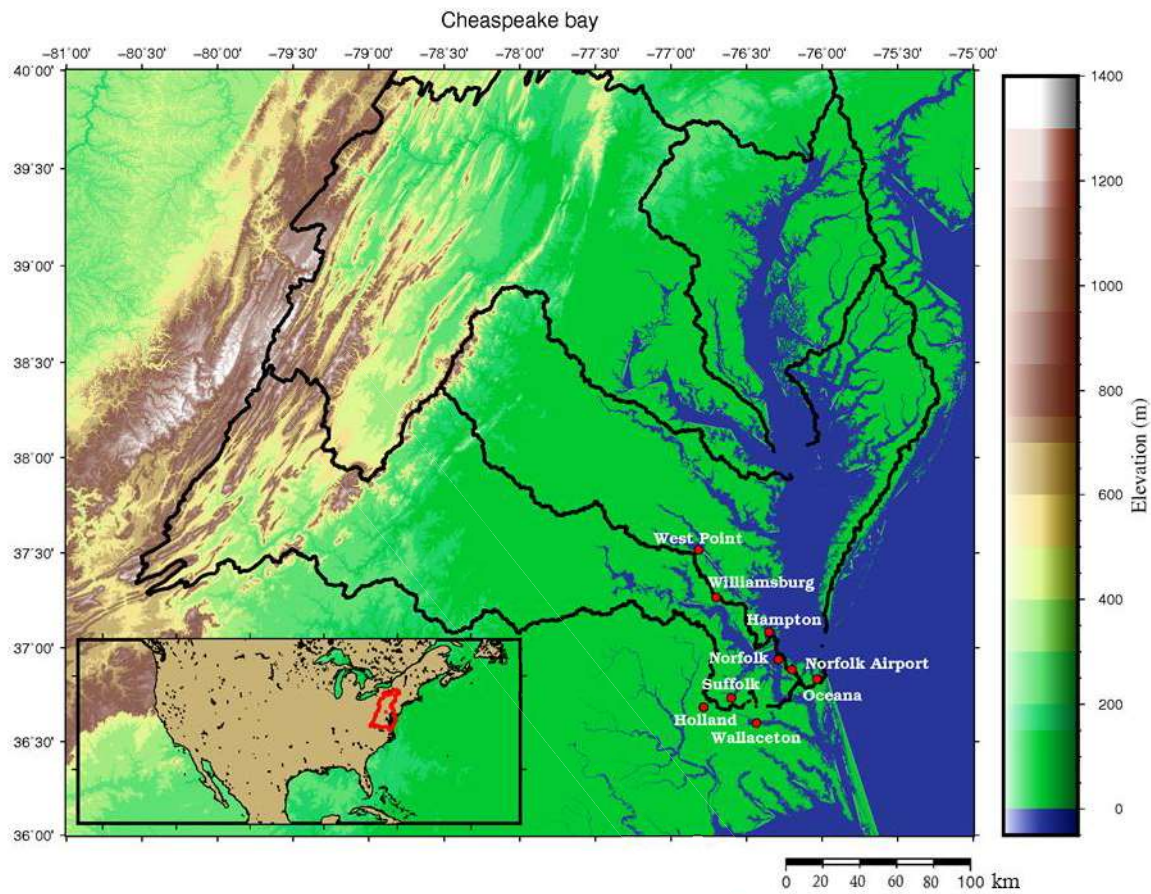 Cheaspeake bay
−81°00' −80°30' −80°00' −79°30' −79°00' −78°30' −78°00' −77°30' −77°00' −76°30' −76°00' −75°30' −75°00'
40°00'
39°30'
39°00'
38°30'
38°00'
37°30'
37°00'
36°30'
36°00'
West Point
Williamsburg
Hampton
Norfolk
Norfolk Airport
Suffolk
Oceana
Holland
Wallaceton
1400
1200
1000
800
600
400
200
0
Elevation (m)
0 20 40 60 80 100 km